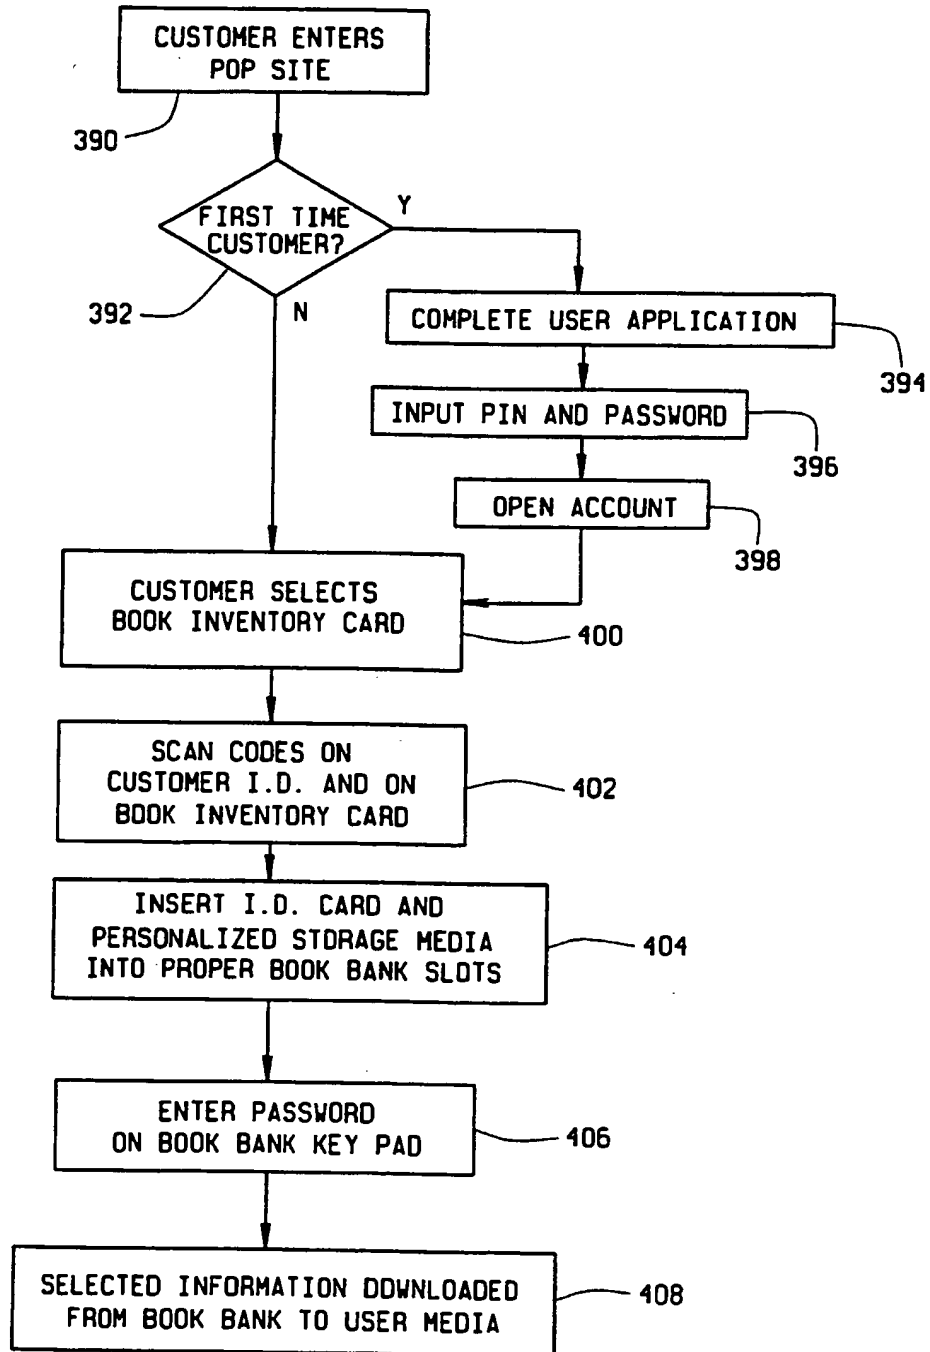 CUSTOMER ENTERS
POP SITE
390
FIRST TIME
CUSTOMER?
Y
392
N
COMPLETE USER APPLICATION
394
INPUT PIN AND PASSWORD
396
OPEN ACCOUNT
398
CUSTOMER SELECTS
BOOK INVENTORY CARD
400
SCAN CODES ON
CUSTOMER I.D. AND ON
BOOK INVENTORY CARD
402
INSERT I.D. CARD AND
PERSONALIZED STORAGE MEDIA
INTO PROPER BOOK BANK SLOTS
404
ENTER PASSWORD
ON BOOK BANK KEY PAD
406
SELECTED INFORMATION DOWNLOADED
FROM BOOK BANK TO USER MEDIA
408